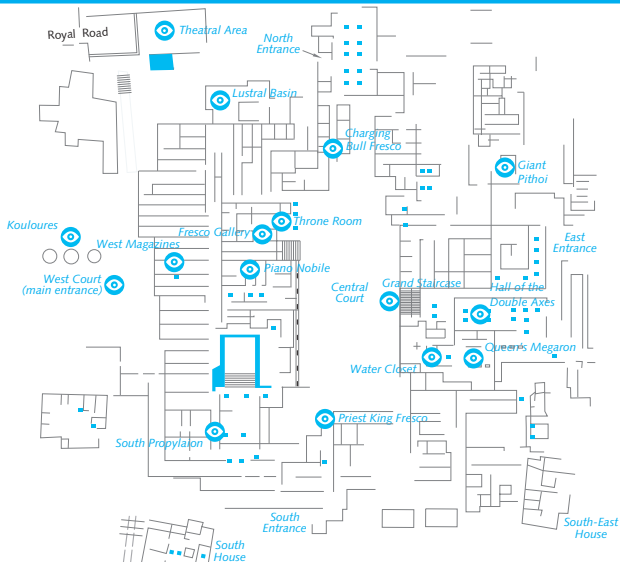 Royal Road
Theatral Area
North
Entrance
Lustral Basin
Charging
Bull Fresco
Giant
Pithoi
Kouloures
Throne Room
Fresco Gallery
West Magazines
East
Entrance
Piano Nobile
West Court
(main entrance)
Central
Court
Grand Staircase
Hall of the
Double Axes
Queen's Megaron
Water Closet
Priest King Fresco
South Propylaion
South
Entrance
South-East
House
South
House